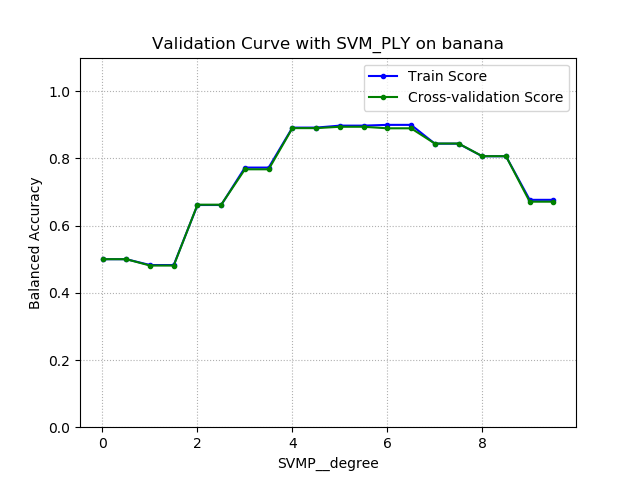 Validation Curve with SVM_PLY on banana
Train Score
Cross-validation Score
Balanced Accuracy
1.0
0.8
0.6
0.4
0.2
0.0
0 2 4 6 8
SVMP__degree